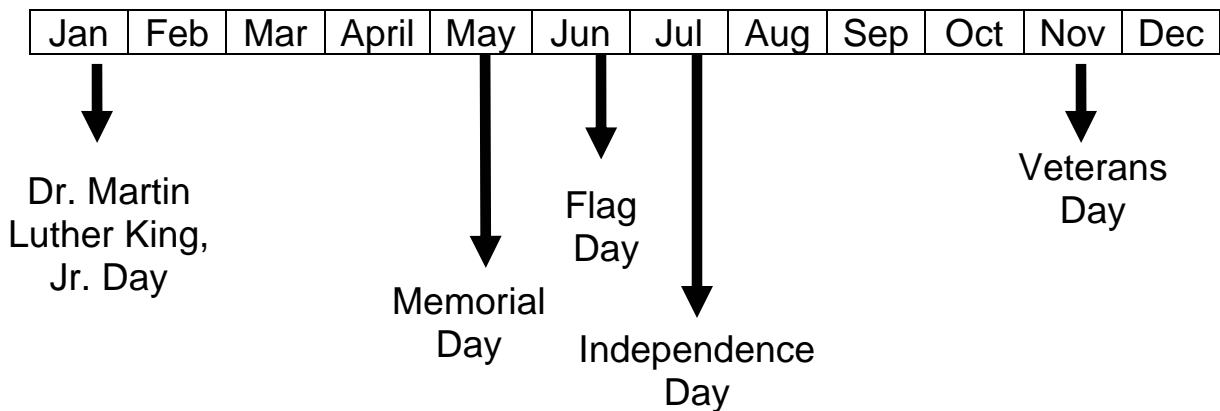 Jan Feb Mar April May Jun Jul Aug Sep Oct Nov Dec
Dr. Martin
Luther King,
Jr. Day
Memorial
Day
Flag
Day
Independence
Day
Veterans
Day